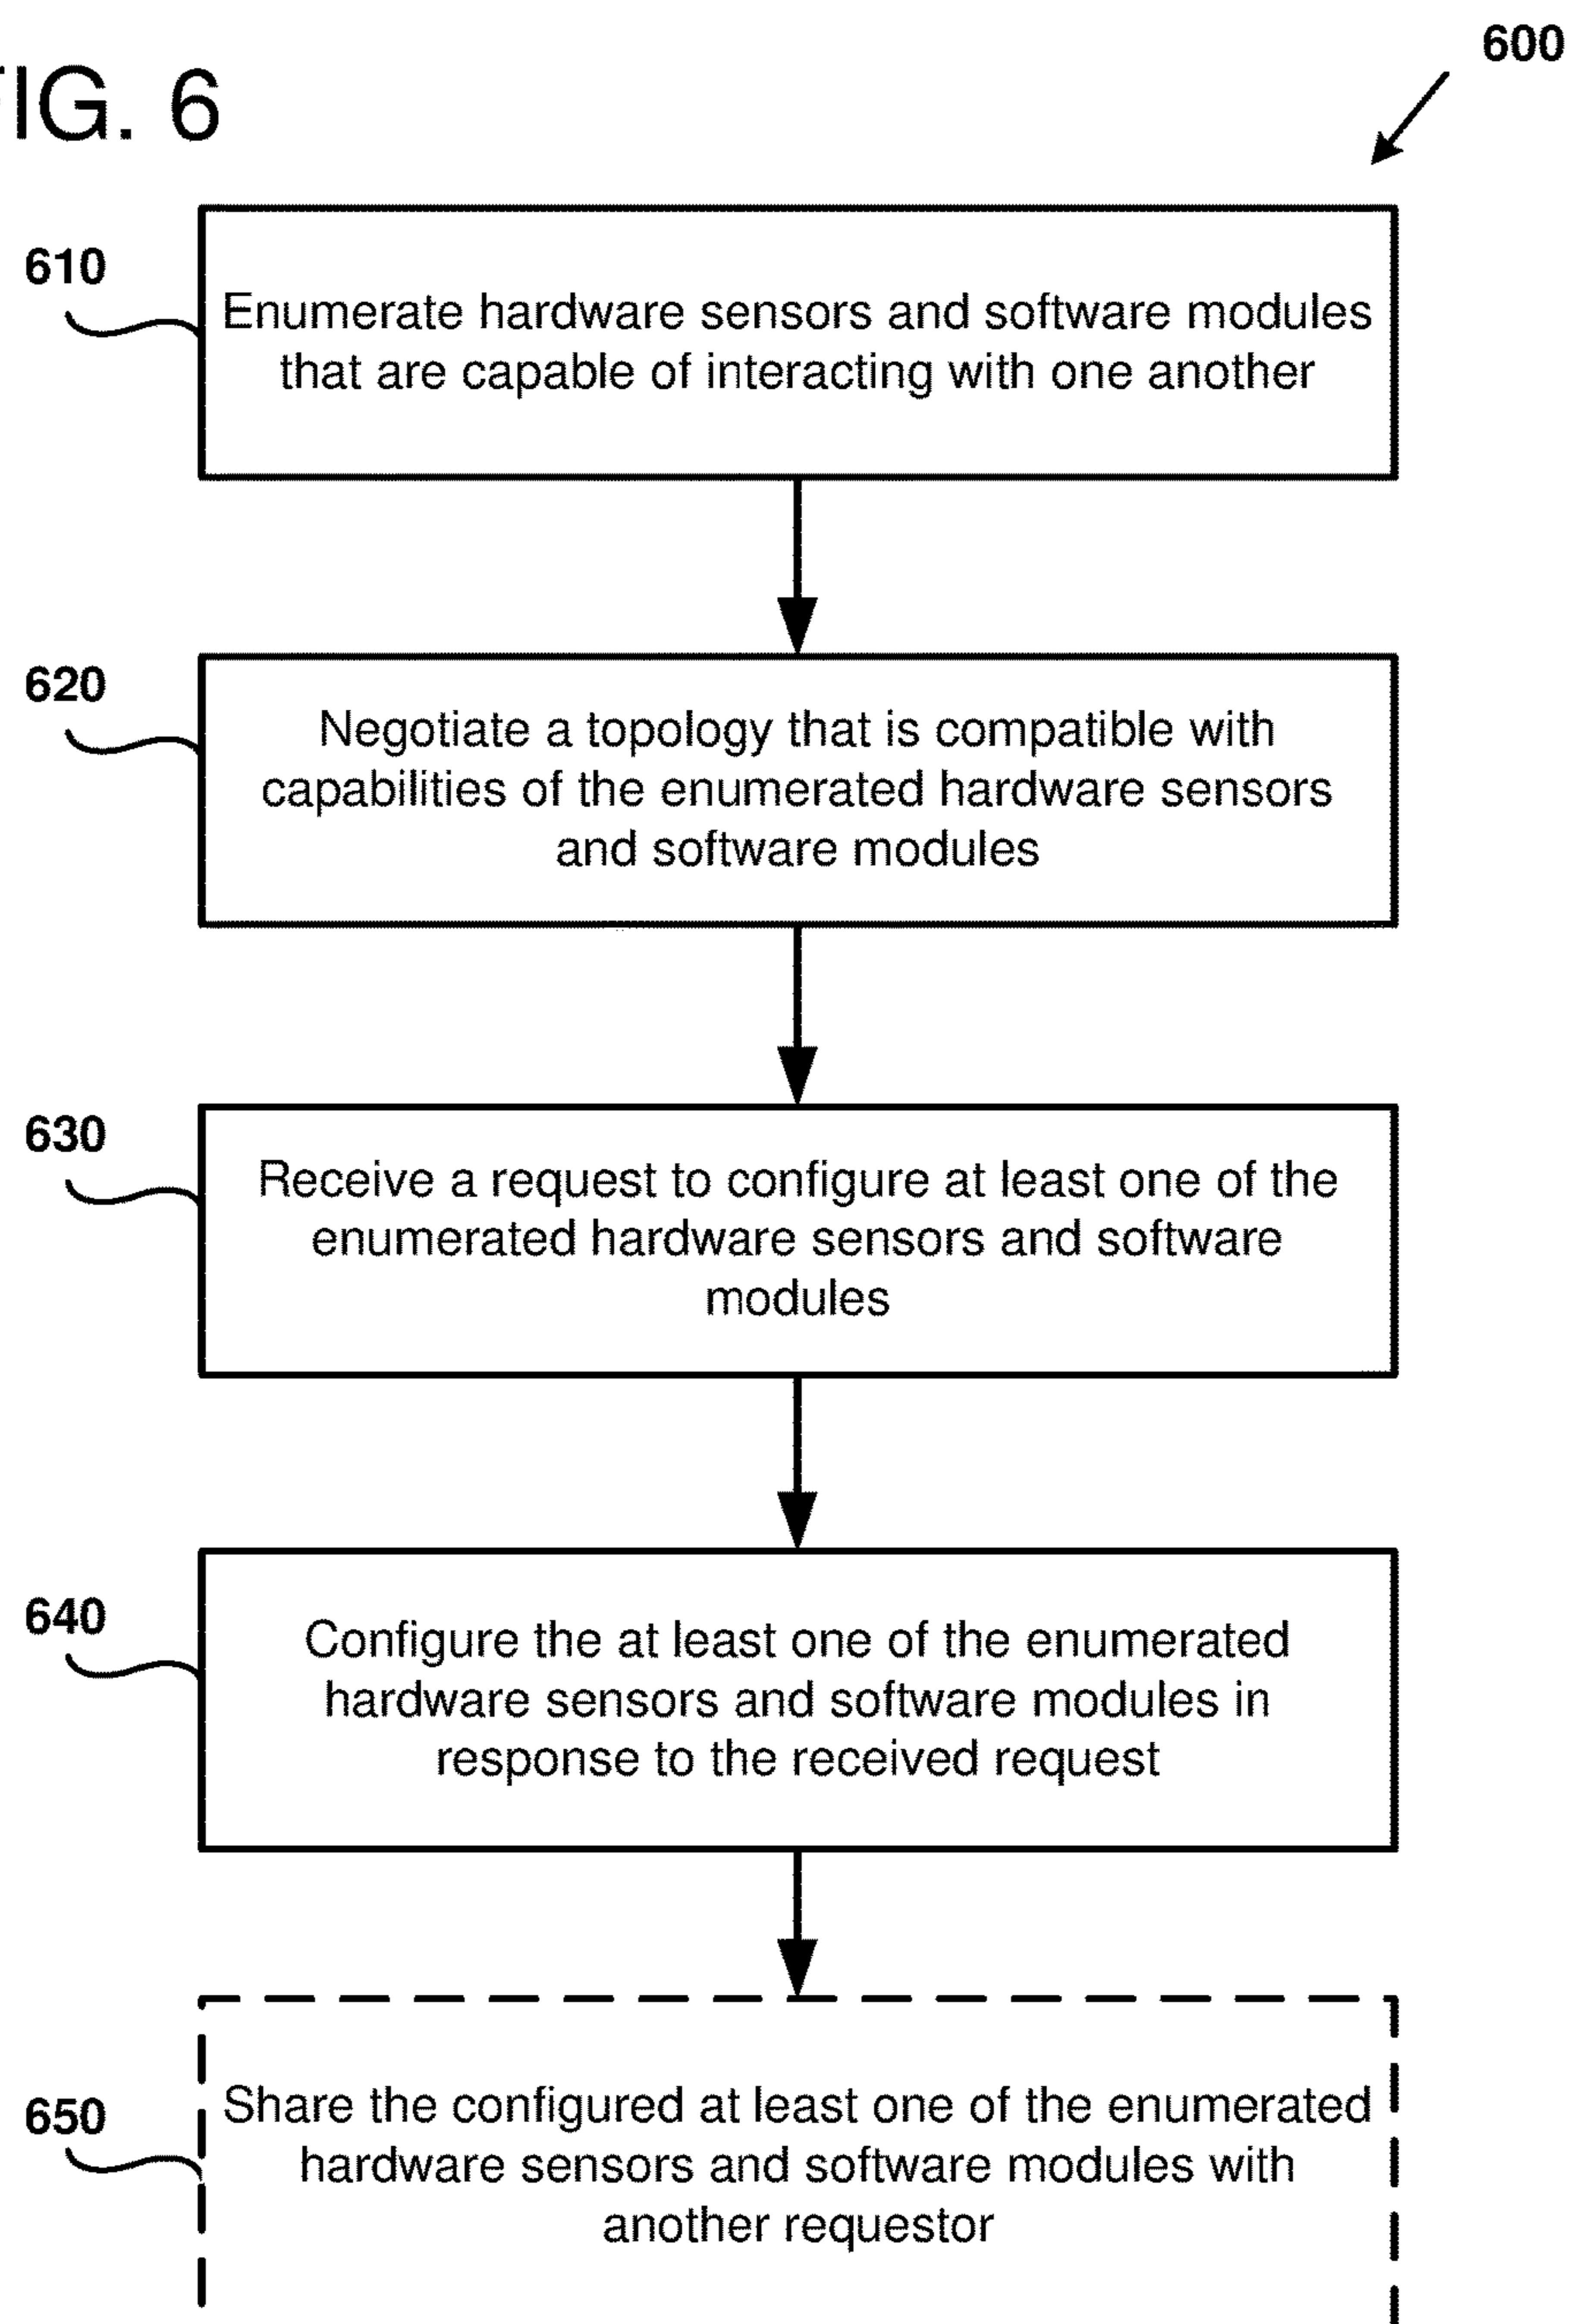 FIG. 6
600
610
Enumerate hardware sensors and software modules
that are capable of interacting with one another
620
Negotiate a topology that is compatible with
capabilities of the enumerated hardware sensors
and software modules
630
Receive a request to configure at least one of the
enumerated hardware sensors and software
modules
640
Configure the at least one of the enumerated
hardware sensors and software modules in
response to the received request
650
Share the configured at least one of the enumerated
hardware sensors and software modules with
another requestor